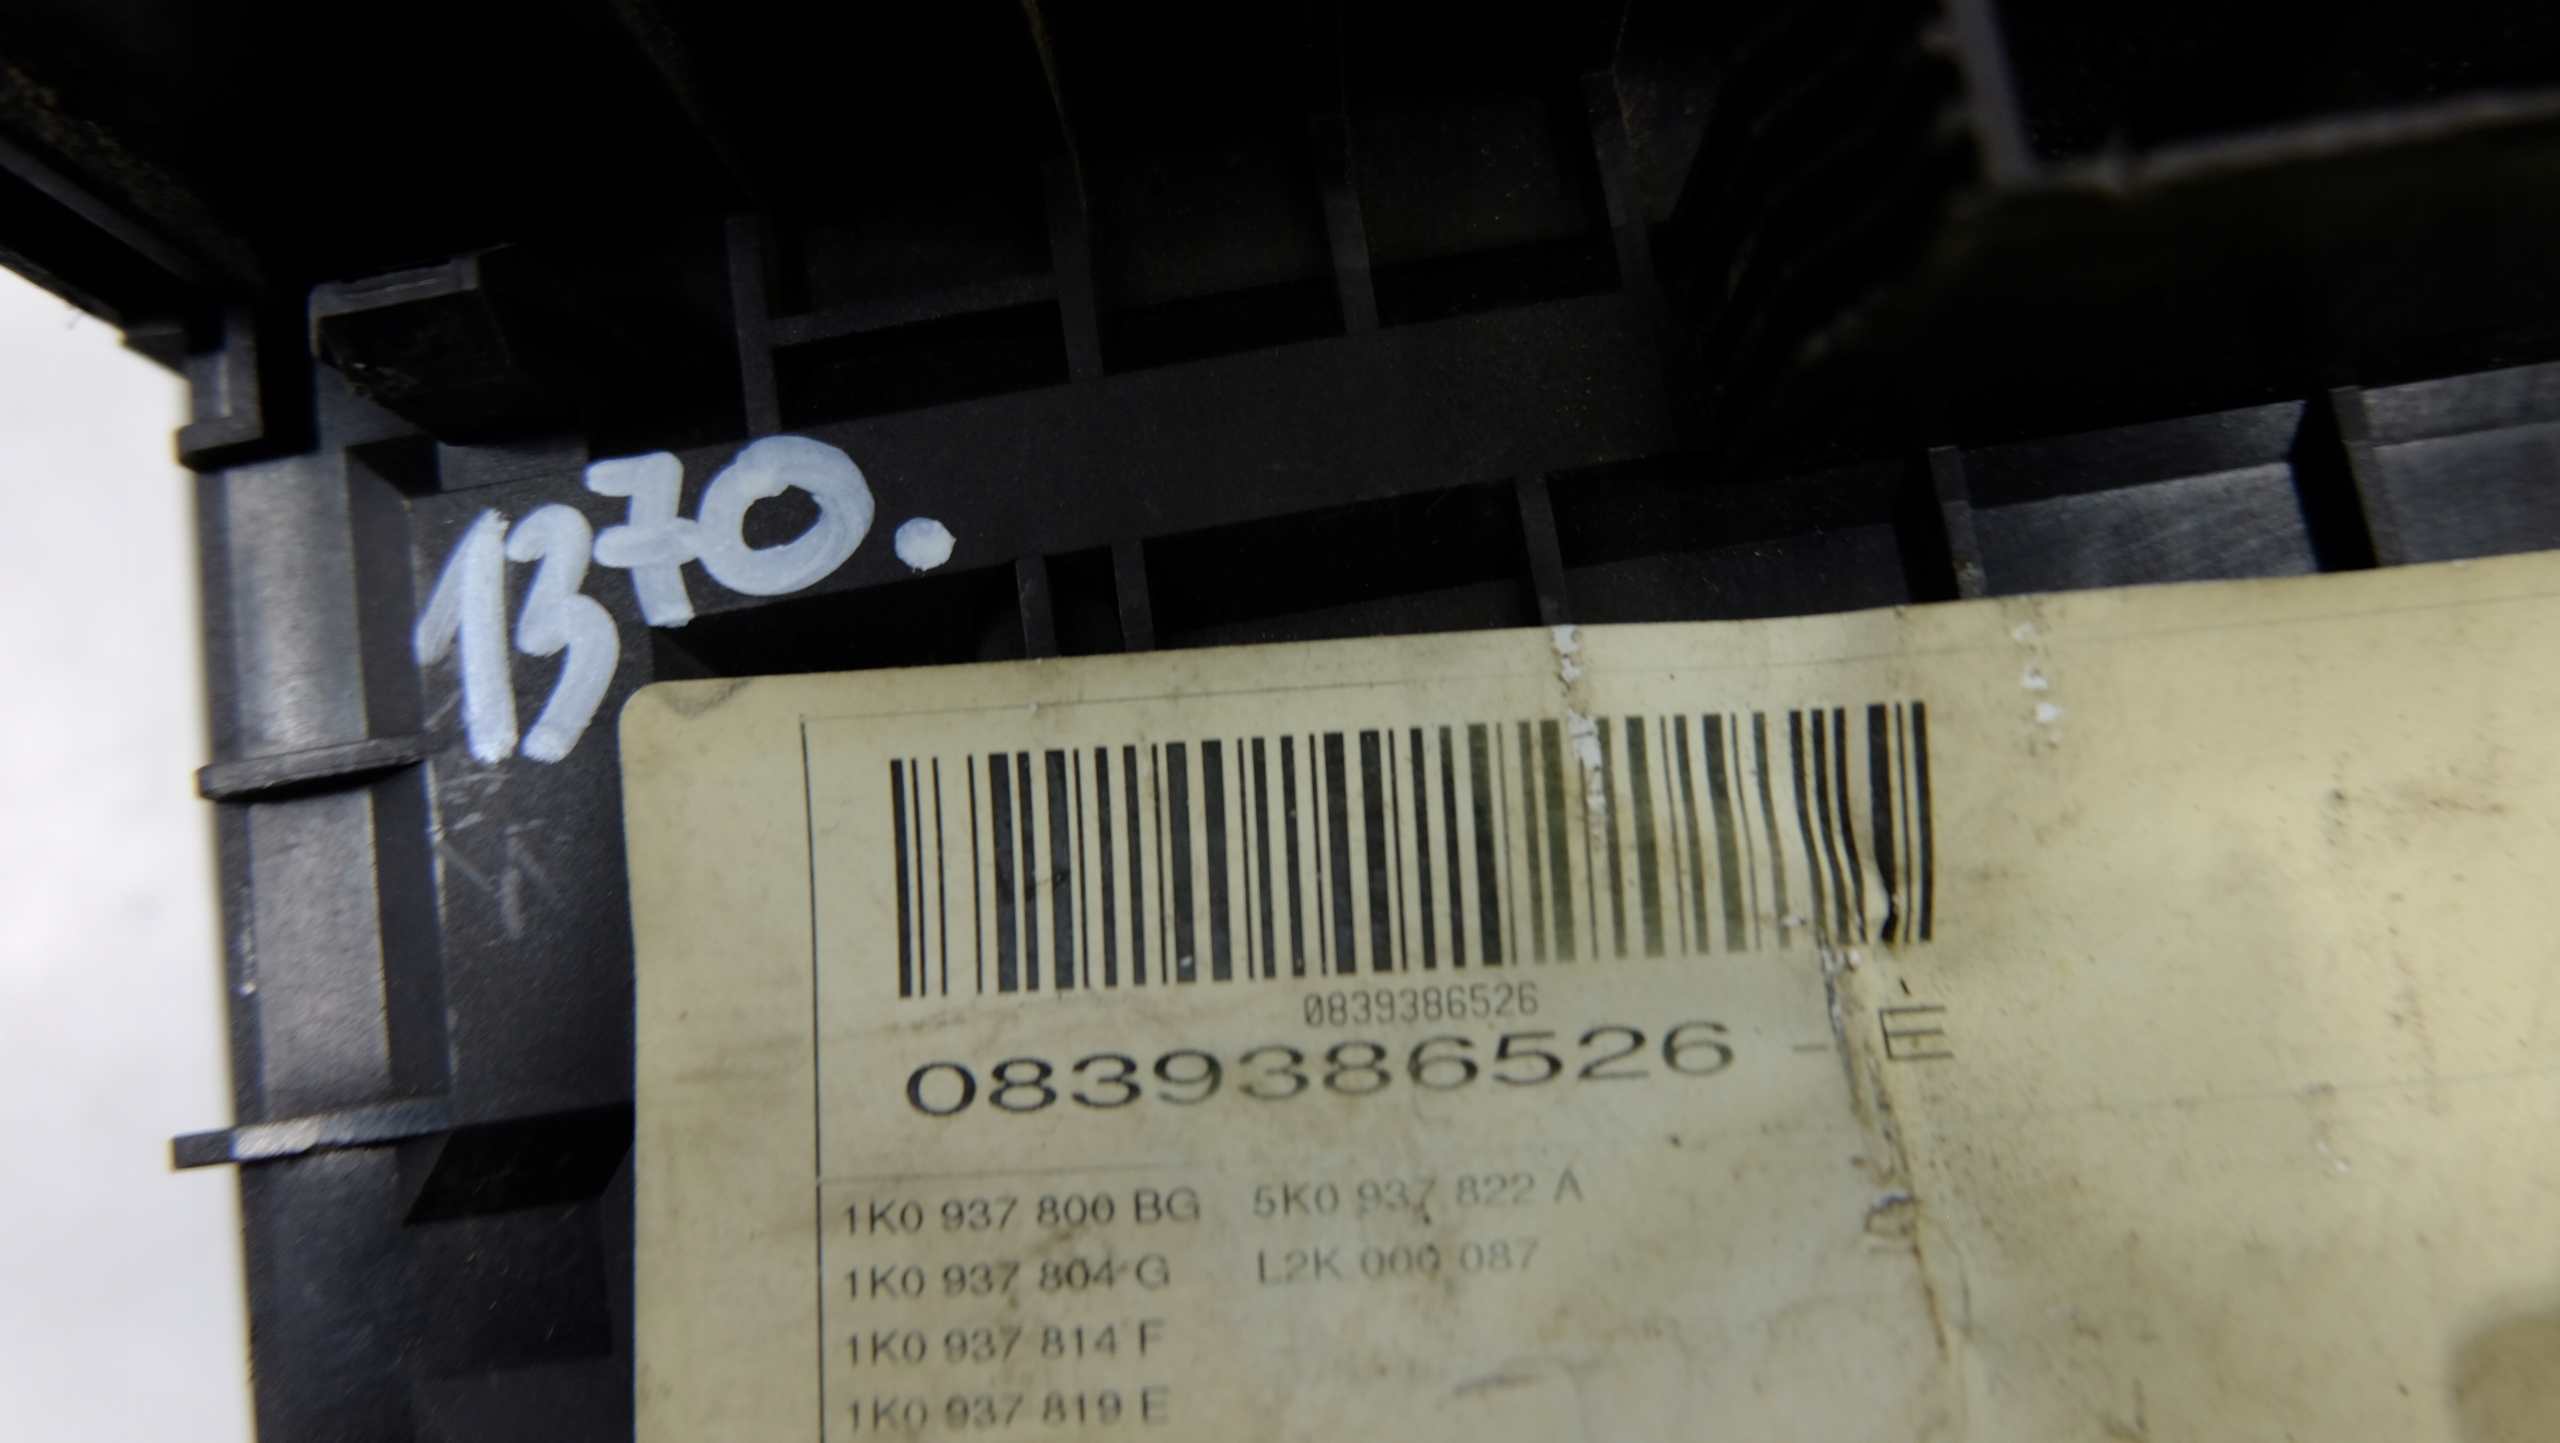 1370.
0839386526
0839386526 -
1K0 937 800 BG 5K0 937 822 A
1K0 937 804 G L2K 000 087
1K0 937 814 F
1K0 937 819 E